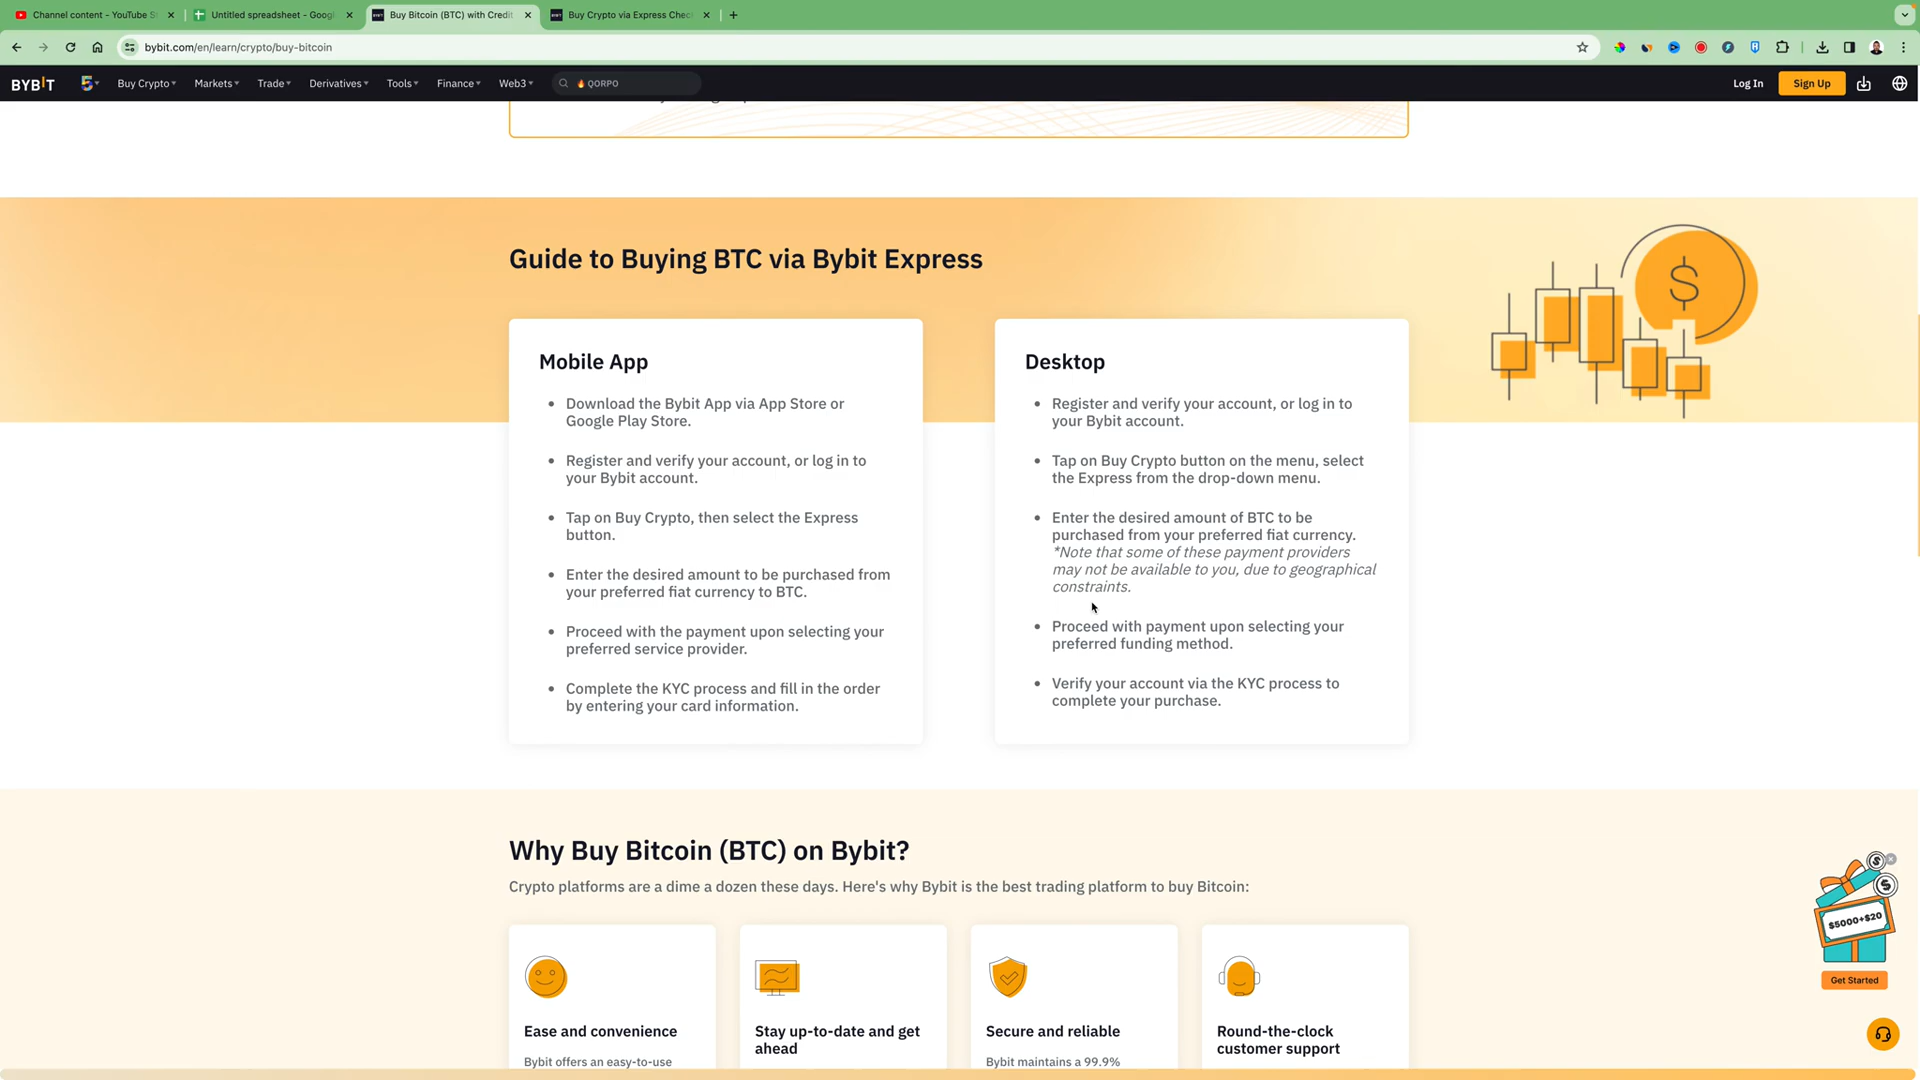 Channel content - YouTube S
Untitled spreadsheet - Googl
Buy Bitcoin (BTC) with Credit
Buy Crypto via Express Chec
bybit.com/en/learn/crypto/buy-bitcoin
BYBIT
Buy Crypto
Markets
Trade
Derivatives
Tools
Finance
Web3
QORPO
Log In
Sign Up
Guide to Buying BTC via Bybit Express
Mobile App
• Download the Bybit App via App Store or
Google Play Store.
• Register and verify your account, or log in to
your Bybit account.
• Tap on Buy Crypto, then select the Express
button.
• Enter the desired amount to be purchased from
your preferred fiat currency to BTC.
• Proceed with the payment upon selecting your
preferred service provider.
• Complete the KYC process and fill in the order
by entering your card information.
Desktop
• Register and verify your account, or log in to
your Bybit account.
• Tap on Buy Crypto button on the menu, select
the Express from the drop-down menu.
• Enter the desired amount of BTC to be
purchased from your preferred fiat currency.
*Note that some of these payment providers
may not be available to you, due to geographical
constraints.
• Proceed with payment upon selecting your
preferred funding method.
• Verify your account via the KYC process to
complete your purchase.
$
Why Buy Bitcoin (BTC) on Bybit?
Crypto platforms are a dime a dozen these days. Here's why Bybit is the best trading platform to buy Bitcoin:
Ease and convenience
Bybit offers an easy-to-use
Stay up-to-date and get
ahead
Secure and reliable
Bybit maintains a 99.9%
Round-the-clock
customer support
$5000+$20
Get Started